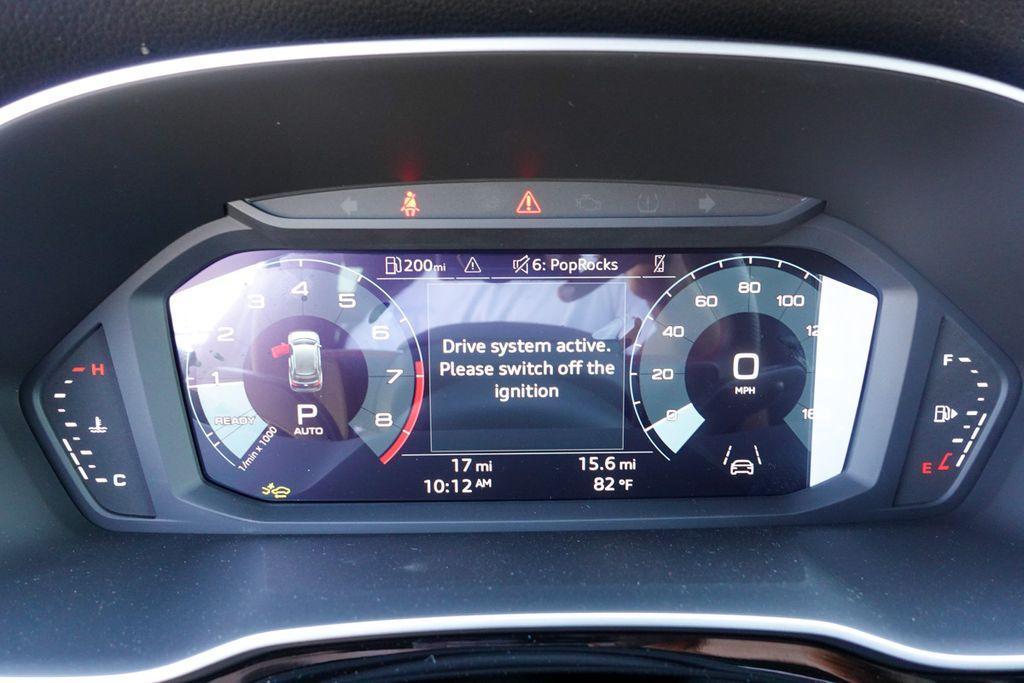 200mi 6: PopRocks
1 2 3 4 5 6 7 8
READY
1/min x 1000
P
AUTO
Drive system active.
Please switch off the
ignition
0 20 40 60 80 100
0
MPH
17 mi 15.6 mi
10:12 AM 82 °F
H
C
F
E